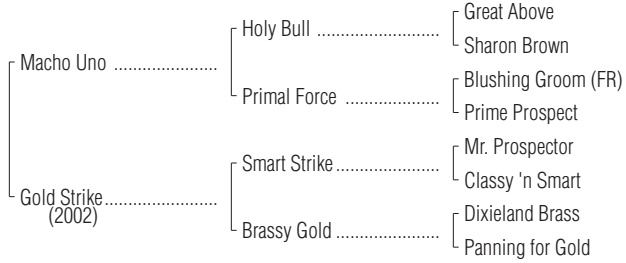 Great Above
Holy Bull ........................
Sharon Brown
Macho Uno ....................
Blushing Groom (FR)
Primal Force ..................
Prime Prospect
Mr. Prospector
Smart Strike ....................
Classy 'n Smart
Gold Strike ......................
(2002)
Dixieland Brass
Brassy Gold ....................
Panning for Gold